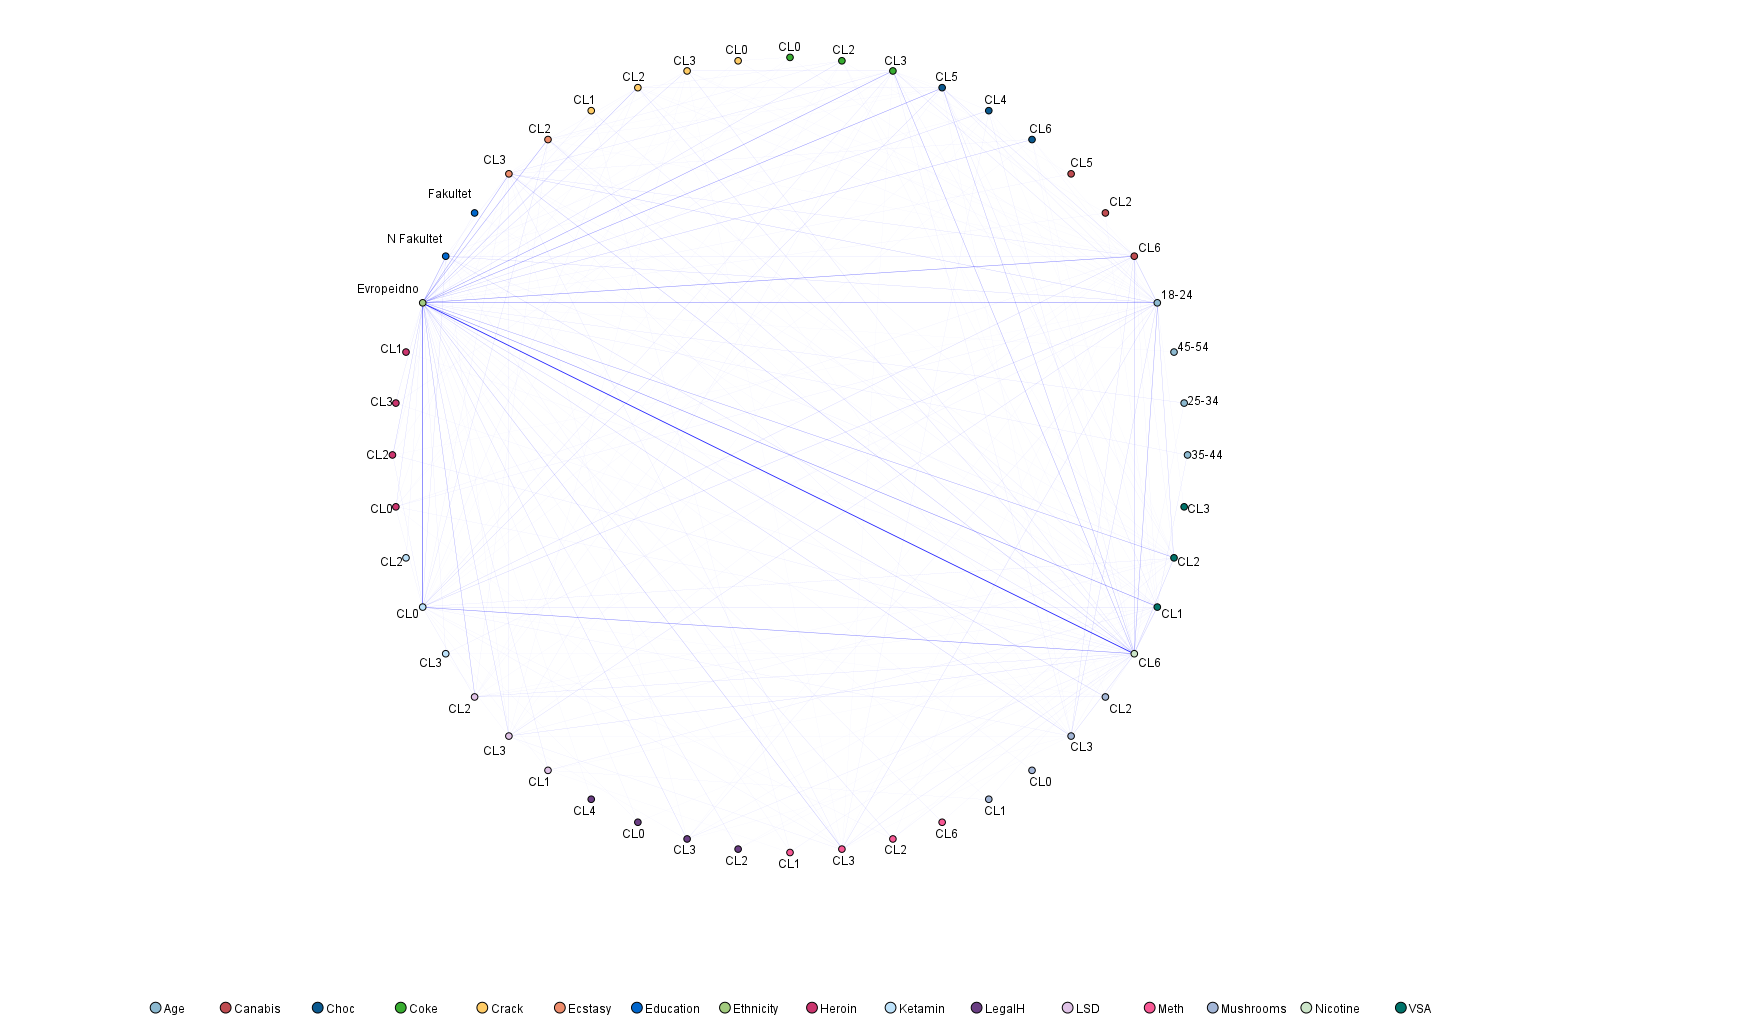 CL0
CL0
CL2
CL3
CL3
CL2
CL5
CL1
CL4
CL2
CL6
CL3
CL5
Fakultet
CL2
N Fakultet
CL6
Evropeidno
18-24
CL1
45-54
CL3
25-34
CL2
35-44
CL0
CL3
CL2
CL2
CL0
CL1
CL3
CL6
CL2
CL2
CL3
CL3
CL1
CL0
CL4
CL1
CL0
CL6
CL3
CL2
CL2
CL1
CL3
Age Canabis Choc Coke Crack Ecstasy Education Ethnicity Heroin Ketamin LegalH LSD Meth Mushrooms Nicotine VSA